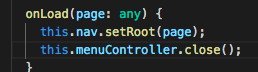 onLoad(page: any) {
this.nav.setRoot(page);
this.menuController.close();